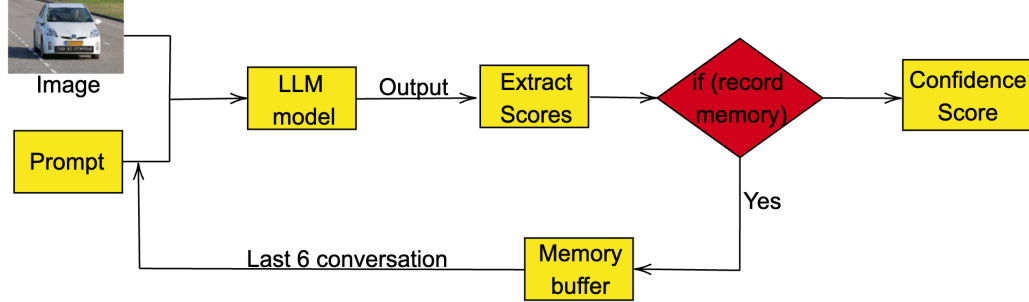 Image
Prompt
LLM
model
Output
Extract
Scores
if (record
memory)
Confidence
Score
Yes
Memory
buffer
Last 6 conversation